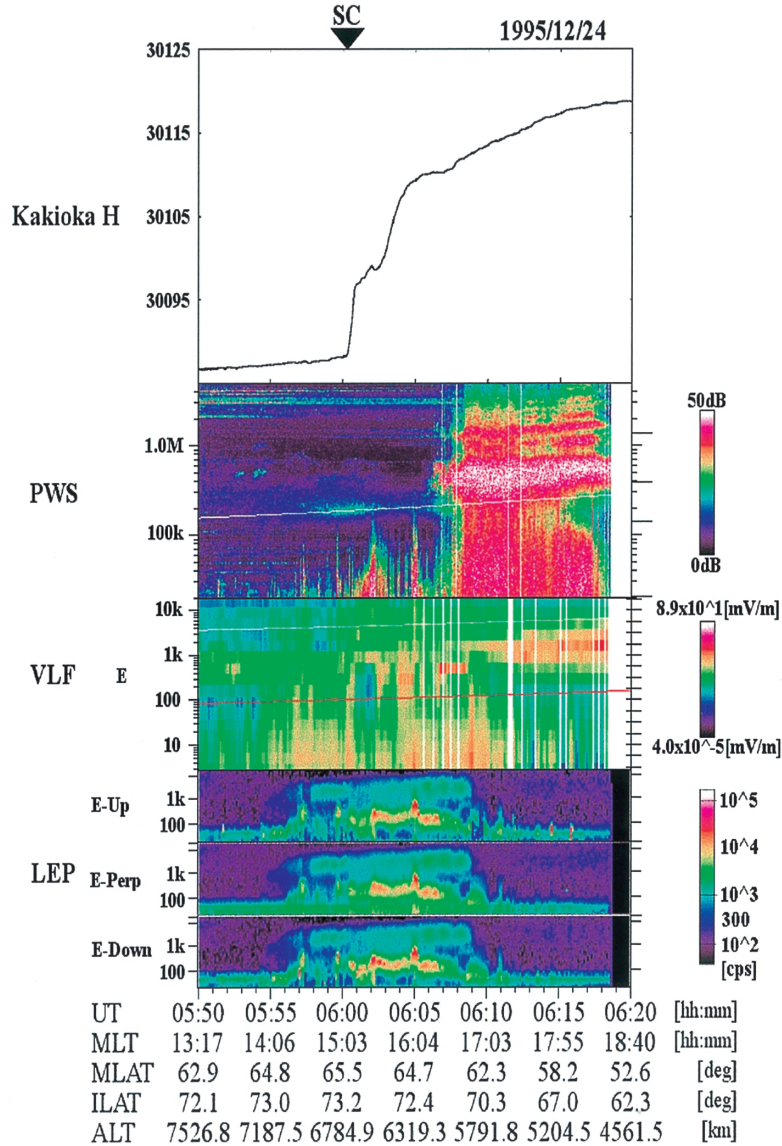 SC
1995/12/24
30125
30115
Kakioka H
30105
30095
50dB
1.0M
PWS
100k
0dB
10k
8.9x10^1[mV/m]
1k
VLF E
100
10
4.0x10^-5[mV/m]
10^5
1k
E-Up
100
10^4
1k
LEP E-Perp
100
10^3
300
E-Down
1k
10^2
100
[cps]
UT 05:50 05:55 06:00 06:05 06:10 06:15 06:20 [hh:mm]
MLT 13:17 14:06 15:03 16:04 17:03 17:55 18:40 [hh:mm]
MLAT 62.9 64.8 65.5 64.7 62.3 58.2 52.6 [deg]
ILAT 72.1 73.0 73.2 72.4 70.3 67.0 62.3 [deg]
ALT 7526.8 7187.5 6784.9 6319.3 5791.8 5204.5 4561.5 [km]